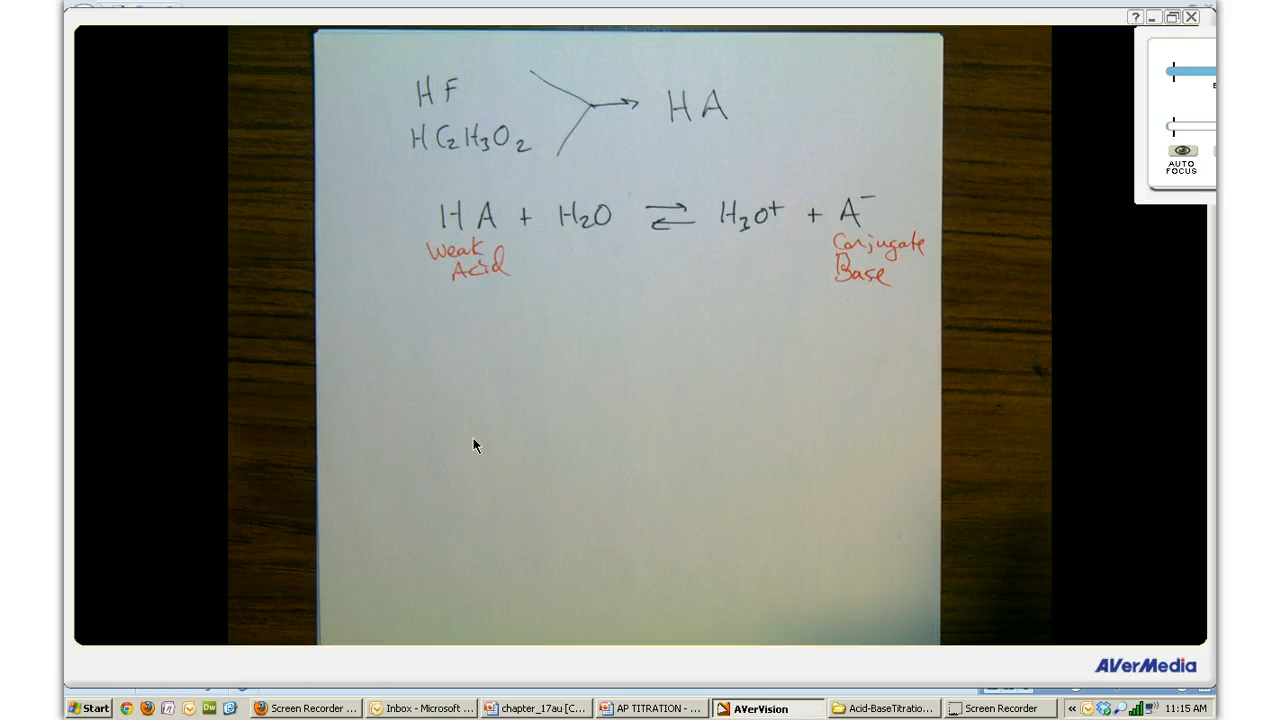 HF
HC₂H₃O₂
→ HA
HA + H₂O ⇌ H₃O⁺ + A⁻
Weak
Acid
Conjugate
Base
AUTO
FOCUS
AVerMedia
Start
Screen Recorder ...
Inbox - Microsoft ...
chapter_17au [C...
AP TITRATION - ...
AVerVision
Acid-BaseTitratio...
Screen Recorder
11:15 AM